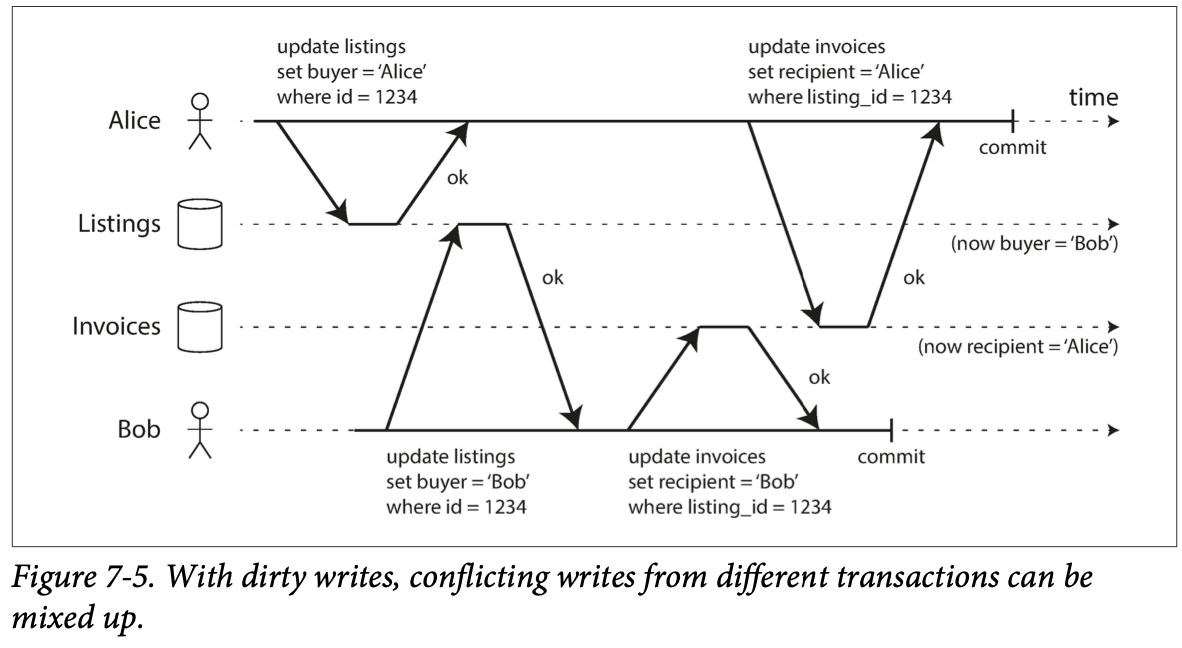 update listings
set buyer = ‘Alice’
where id = 1234
update invoices
set recipient = ‘Alice’
where listing_id = 1234
time
Alice
commit
ok
Listings
(now buyer = ‘Bob’)
ok
ok
Invoices
(now recipient = ‘Alice’)
ok
Bob
commit
update listings
set buyer = ‘Bob’
where id = 1234
update invoices
set recipient = ‘Bob’
where listing_id = 1234
Figure 7-5. With dirty writes, conflicting writes from different transactions can be
mixed up.